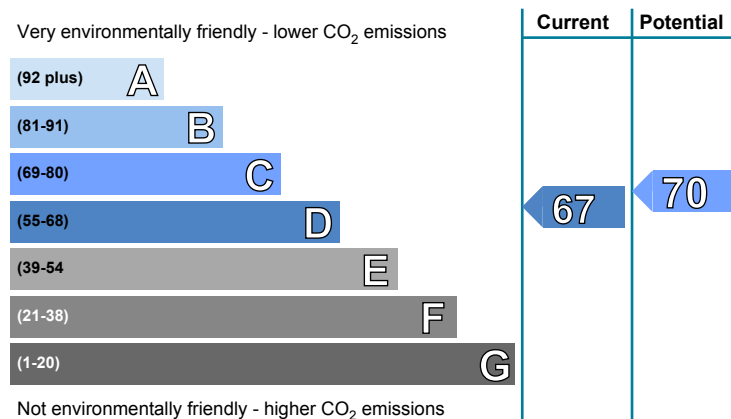 Current Potential
Very environmentally friendly - lower CO₂ emissions
(92 plus) A
(81-91) B
(69-80) C
(55-68) D
67 70
(39-54 E
(21-38) F
(1-20) G
Not environmentally friendly - higher CO₂ emissions